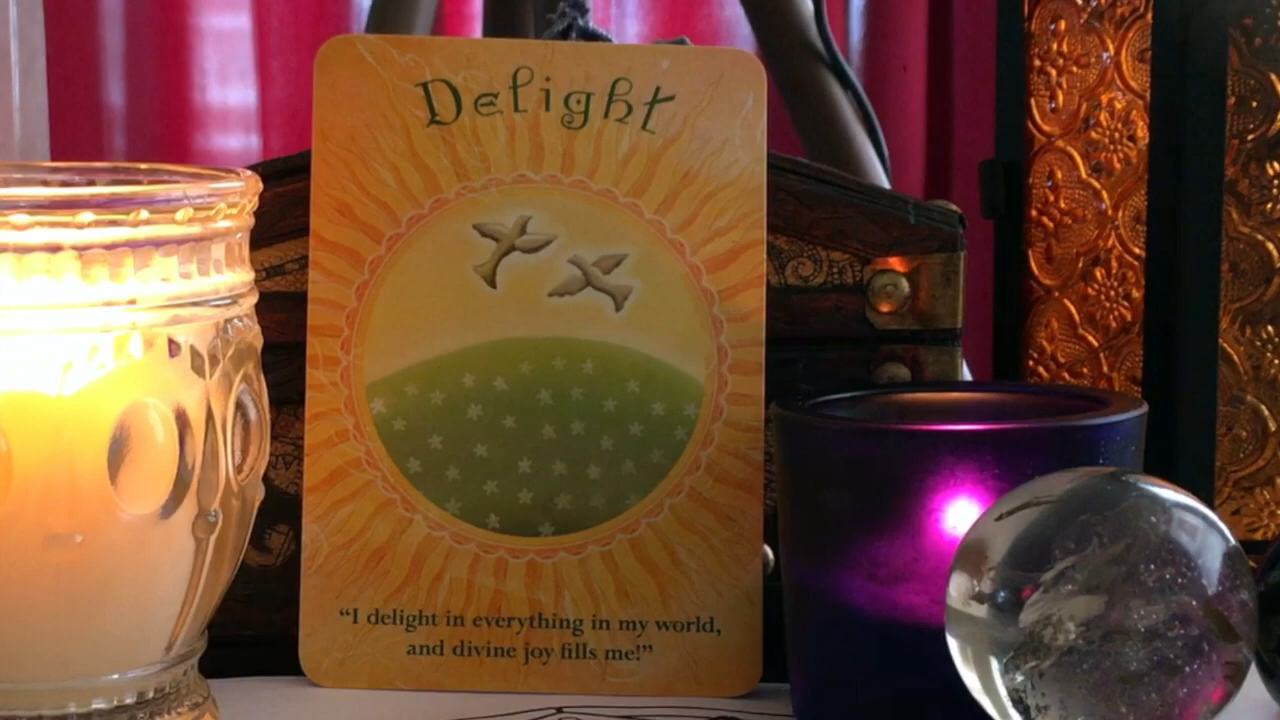 Delight
“I delight in everything in my world,
and divine joy fills me!”